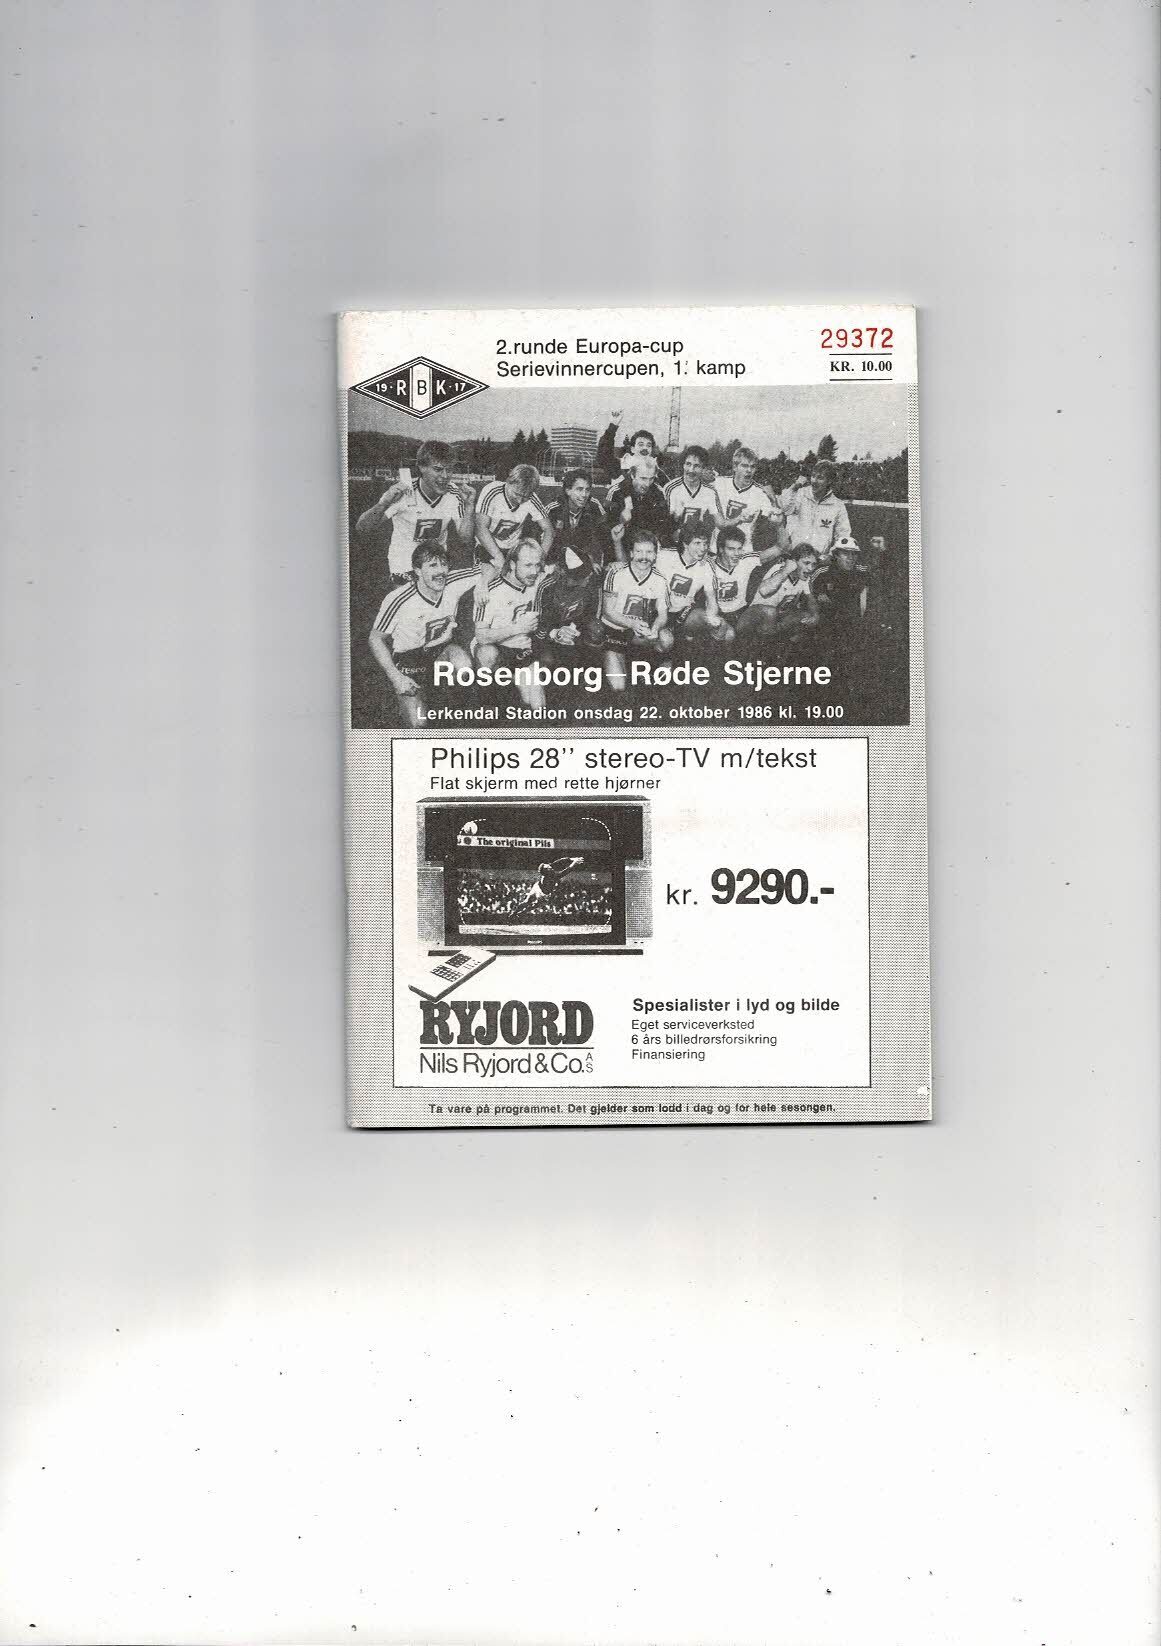 2.runde Europa-cup
Serievinnercupen, 1. kamp
29372
KR. 10.00
19 · R B K · 17
Rosenborg–Røde Stjerne
Lerkendal Stadion onsdag 22. oktober 1986 kl. 19.00
Philips 28'' stereo-TV m/tekst
Flat skjerm med rette hjørner
The original Pils
kr. 9290.-
RYJORD
Nils Ryjord & Co. A/S
Spesialister i lyd og bilde
Eget serviceverksted
6 års billedrørsforsikring
Finansiering
Ta vare på programmet. Det gjelder som lodd i dag og for hele sesongen.